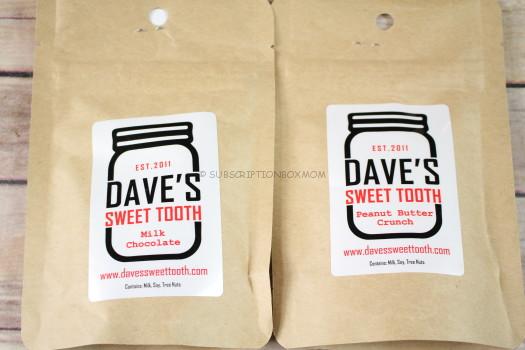 EST.2011
DAVE'S
SWEET TOOTH
Milk
Chocolate
www.davessweettooth.com
Contains: Milk, Soy, Tree Nuts
EST.2011
DAVE'S
SWEET TOOTH
Peanut Butter
Crunch
www.davessweettooth.com
Contains: Milk, Soy, Tree Nuts
© SUBSCRIPTIONBOXMOM